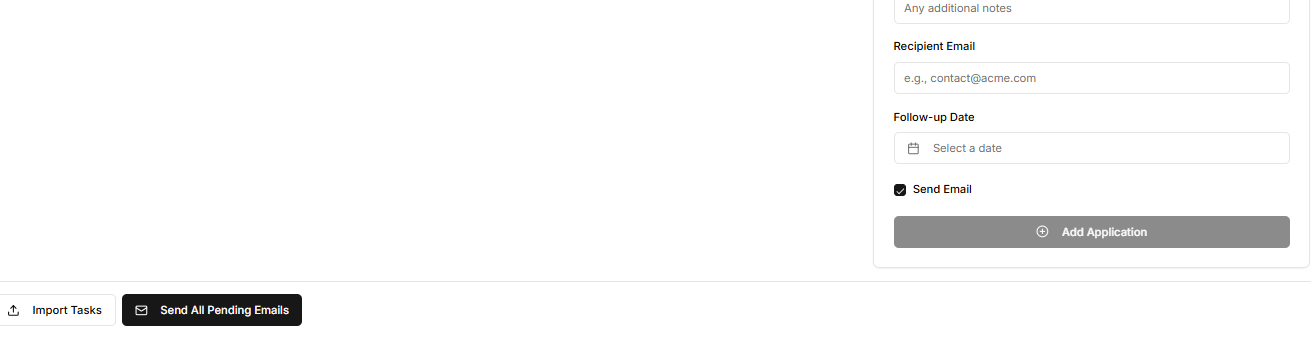 Any additional notes
Recipient Email
e.g., contact@acme.com
Follow-up Date
Select a date
Send Email
Add Application
Import Tasks
Send All Pending Emails